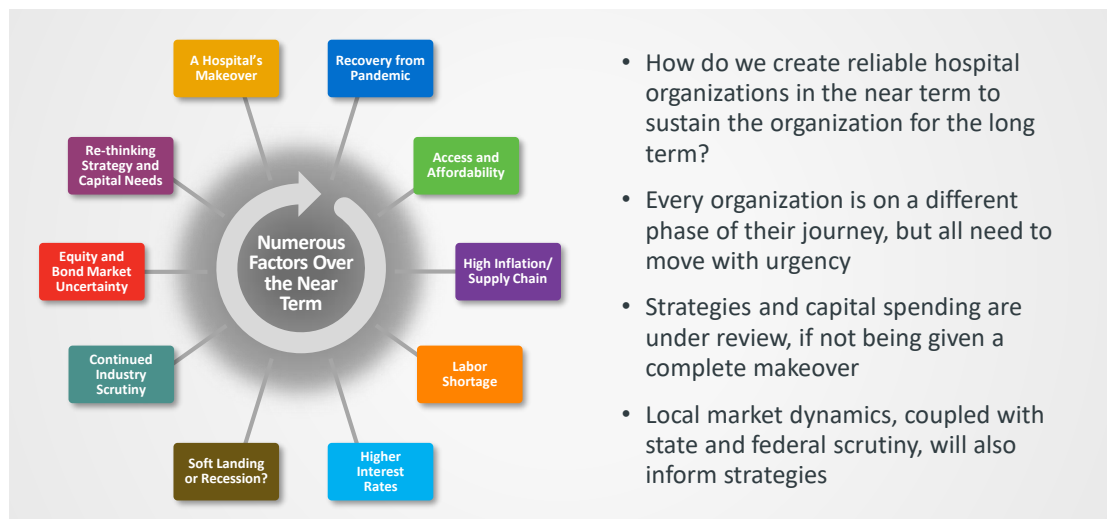 A Hospital's
Makeover
Recovery from
Pandemic
Access and
Affordability
High Inflation/
Supply Chain
Labor
Shortage
Higher
Interest
Rates
Soft Landing
or Recession?
Continued
Industry
Scrutiny
Equity and
Bond Market
Uncertainty
Re-thinking
Strategy and
Capital Needs
Numerous
Factors Over
the Near
Term
• How do we create reliable hospital
organizations in the near term to
sustain the organization for the long
term?
• Every organization is on a different
phase of their journey, but all need to
move with urgency
• Strategies and capital spending are
under review, if not being given a
complete makeover
• Local market dynamics, coupled with
state and federal scrutiny, will also
inform strategies